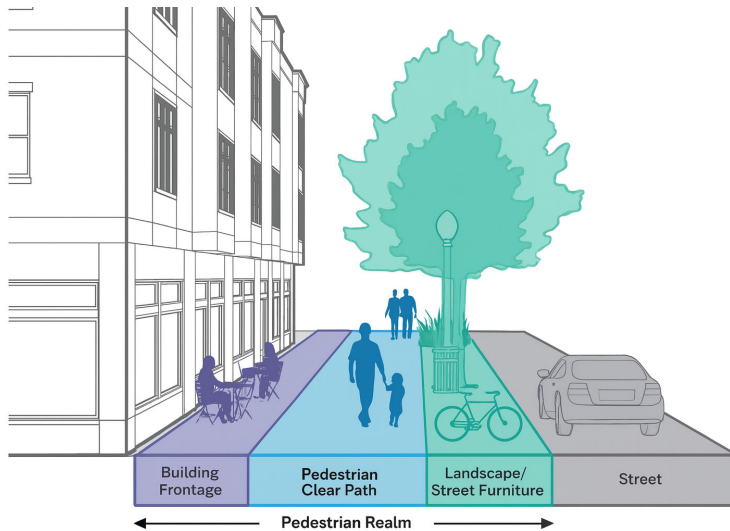 Building
Frontage
Pedestrian
Clear Path
Landscape/
Street Furniture
Street
Pedestrian Realm